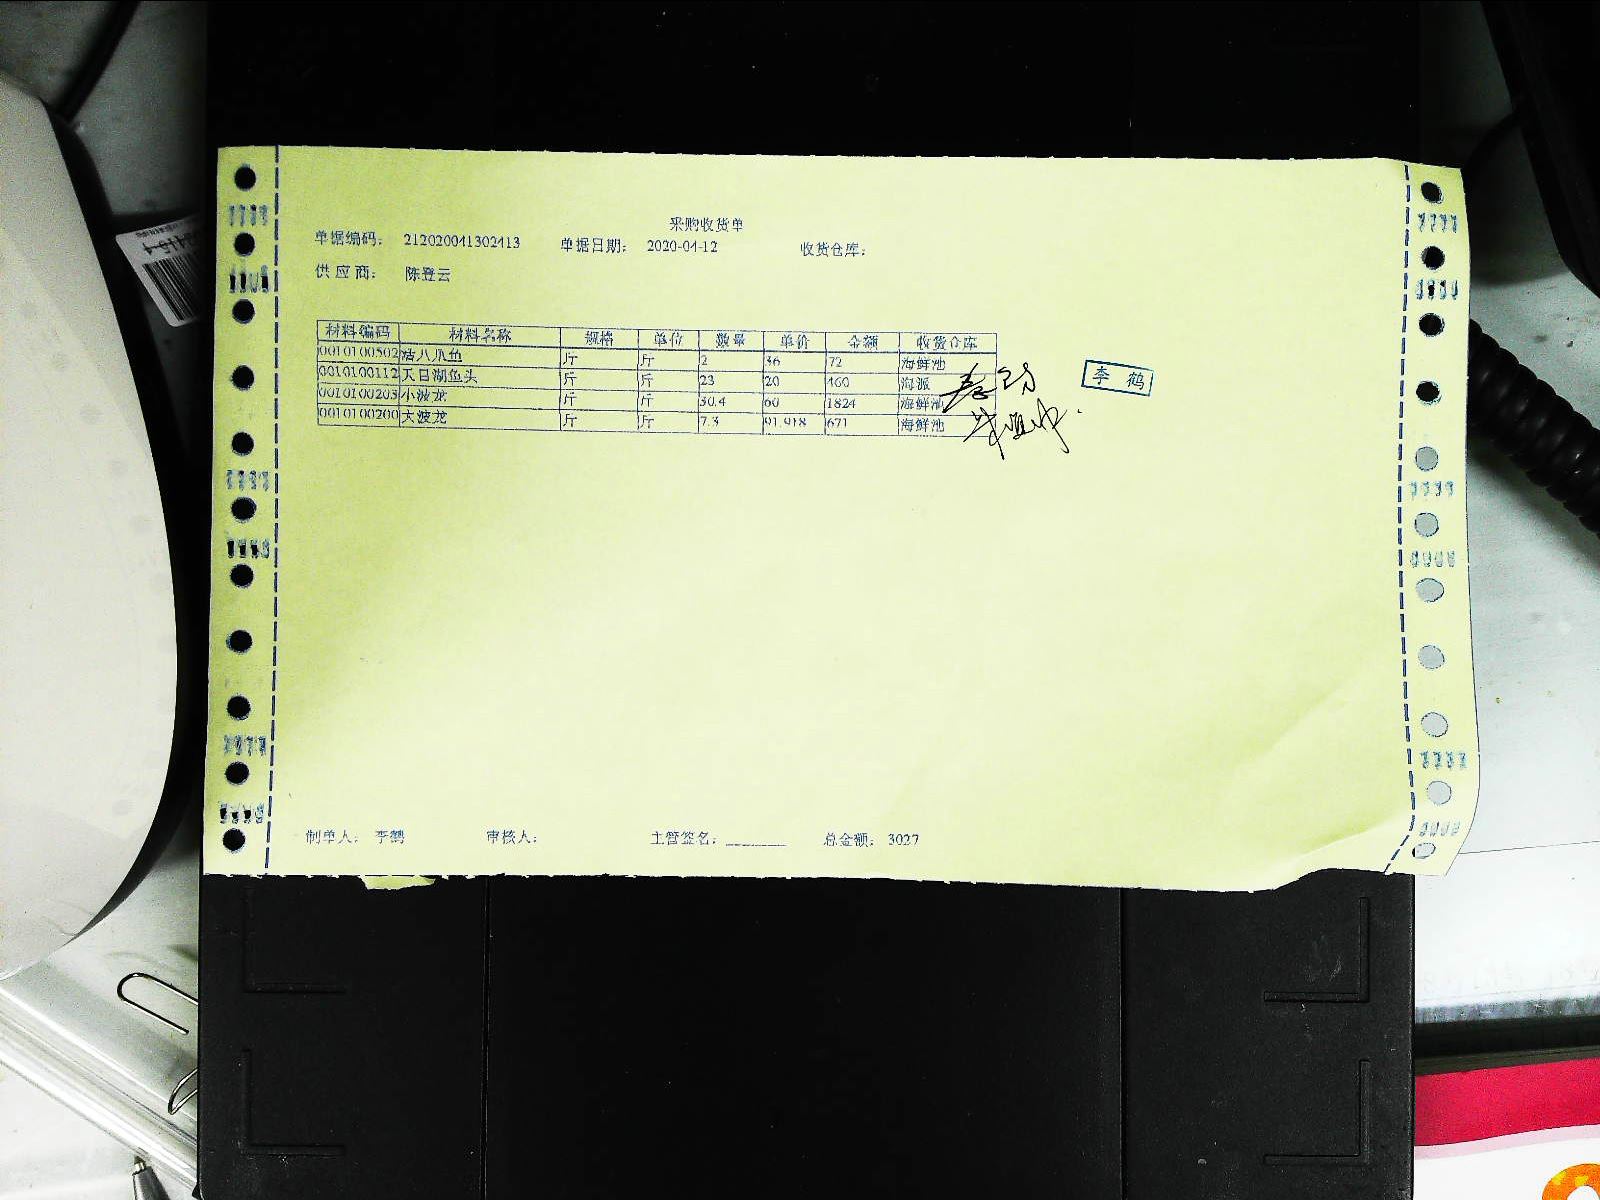 采购收货单
单据编码： 212020041302413 单据日期： 2020-04-12 收货仓库：
供应商： 陈登云
材料编码 材料名称 规格 单位 数量 单价 金额 收货仓库
0010100502 活八爪鱼 斤 斤 2 36 72 海鲜池
0010100112 天目湖鱼头 斤 斤 23 20 460 海派
0010100203 小波龙 斤 斤 30.4 60 1824 海鲜池
0010100200 大波龙 斤 斤 7.3 91.918 671 海鲜池
李鹤
制单人： 李鹤 审核人： 主管签名： 总金额： 3027